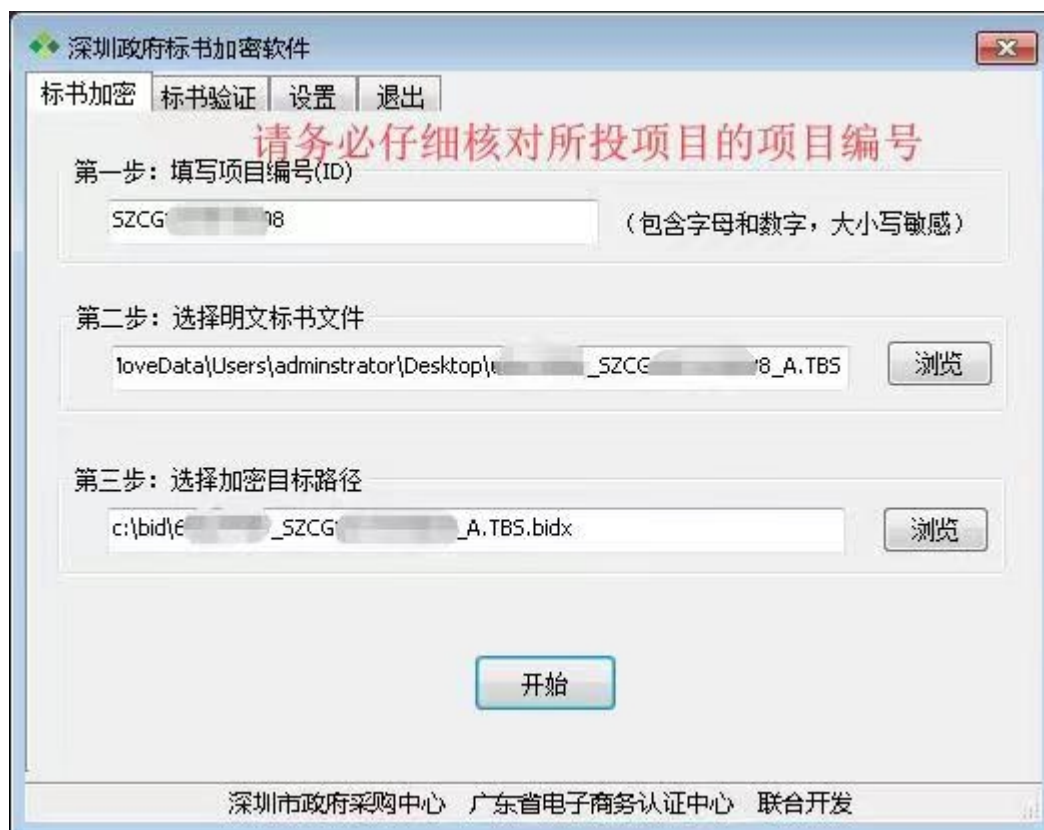 深圳政府标书加密软件
标书加密 标书验证 设置 退出
请务必仔细核对所投项目的项目编号
第一步：填写项目编号(ID)
SZCG 08 （包含字母和数字，大小写敏感）
第二步：选择明文标书文件
loveData\Users\adminstrator\Desktop\ _SZCG 8_A.TBS 浏览
第三步：选择加密目标路径
c:\bid\6 _SZCG _A.TBS.bidx 浏览
开始
深圳市政府采购中心 广东省电子商务认证中心 联合开发